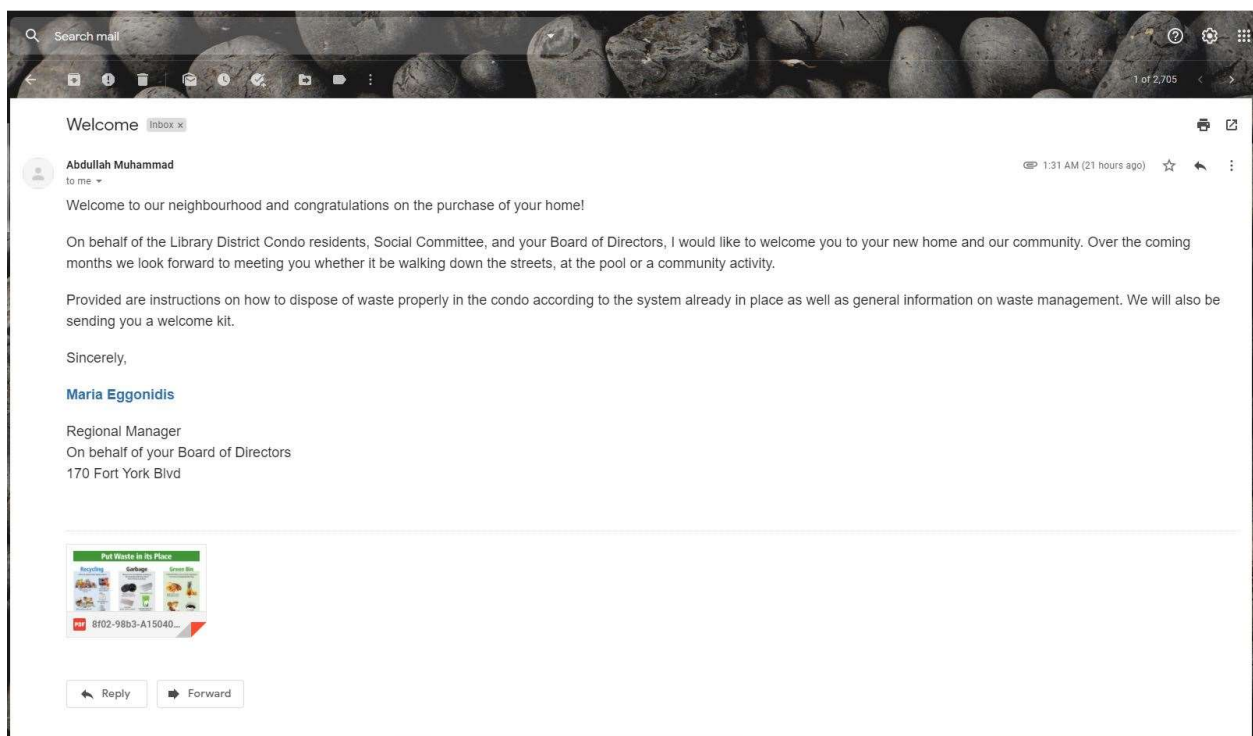 Search mail
1 of 2,705
Welcome Inbox x
Abdullah Muhammad
1:31 AM (21 hours ago)
to me
Welcome to our neighbourhood and congratulations on the purchase of your home!
On behalf of the Library District Condo residents, Social Committee, and your Board of Directors, I would like to welcome you to your new home and our community. Over the coming
months we look forward to meeting you whether it be walking down the streets, at the pool or a community activity.
Provided are instructions on how to dispose of waste properly in the condo according to the system already in place as well as general information on waste management. We will also be
sending you a welcome kit.
Sincerely,
Maria Eggonidis
Regional Manager
On behalf of your Board of Directors
170 Fort York Blvd
Put Waste in its Place
Recycling Garbage Green Bin
PDF 8f02-98b3-A15040...
Reply Forward